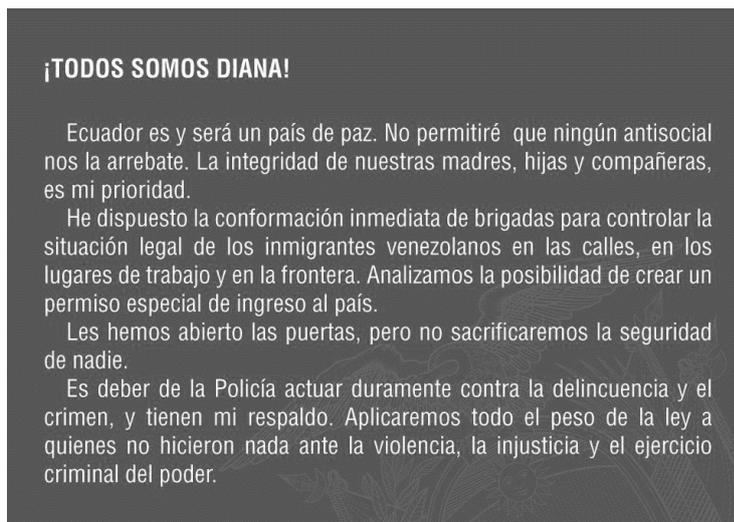 ¡TODOS SOMOS DIANA!
Ecuador es y será un país de paz. No permitiré que ningún antisocial
nos la arrebate. La integridad de nuestras madres, hijas y compañeras,
es mi prioridad.
He dispuesto la conformación inmediata de brigadas para controlar la
situación legal de los inmigrantes venezolanos en las calles, en los
lugares de trabajo y en la frontera. Analizamos la posibilidad de crear un
permiso especial de ingreso al país.
Les hemos abierto las puertas, pero no sacrificaremos la seguridad
de nadie.
Es deber de la Policía actuar duramente contra la delincuencia y el
crimen, y tienen mi respaldo. Aplicaremos todo el peso de la ley a
quienes no hicieron nada ante la violencia, la injusticia y el ejercicio
criminal del poder.